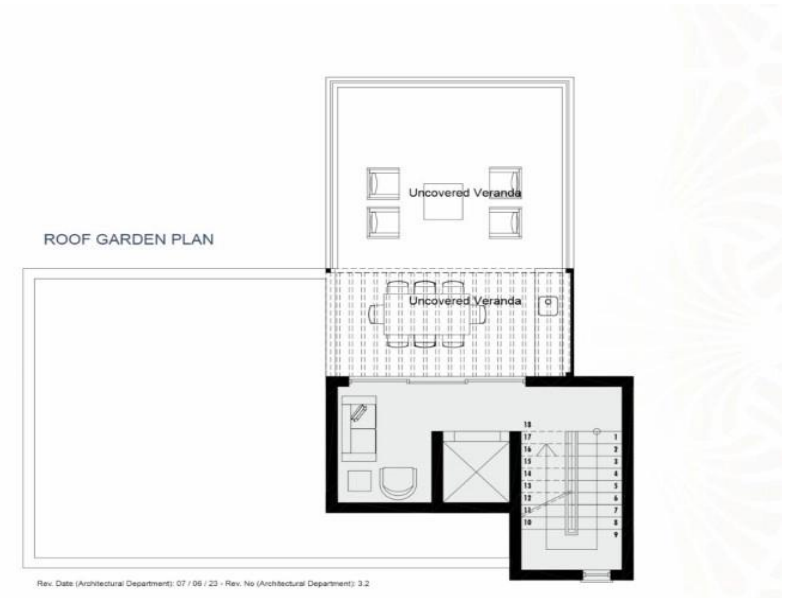 Uncovered Veranda
ROOF GARDEN PLAN
Uncovered Veranda
18
17 1
16 2
15 3
14 4
13 5
12 6
11 7
10 8
9
Rev. Date (Architectural Department): 07 / 06 / 23 - Rev. No (Architectural Department): 3.2